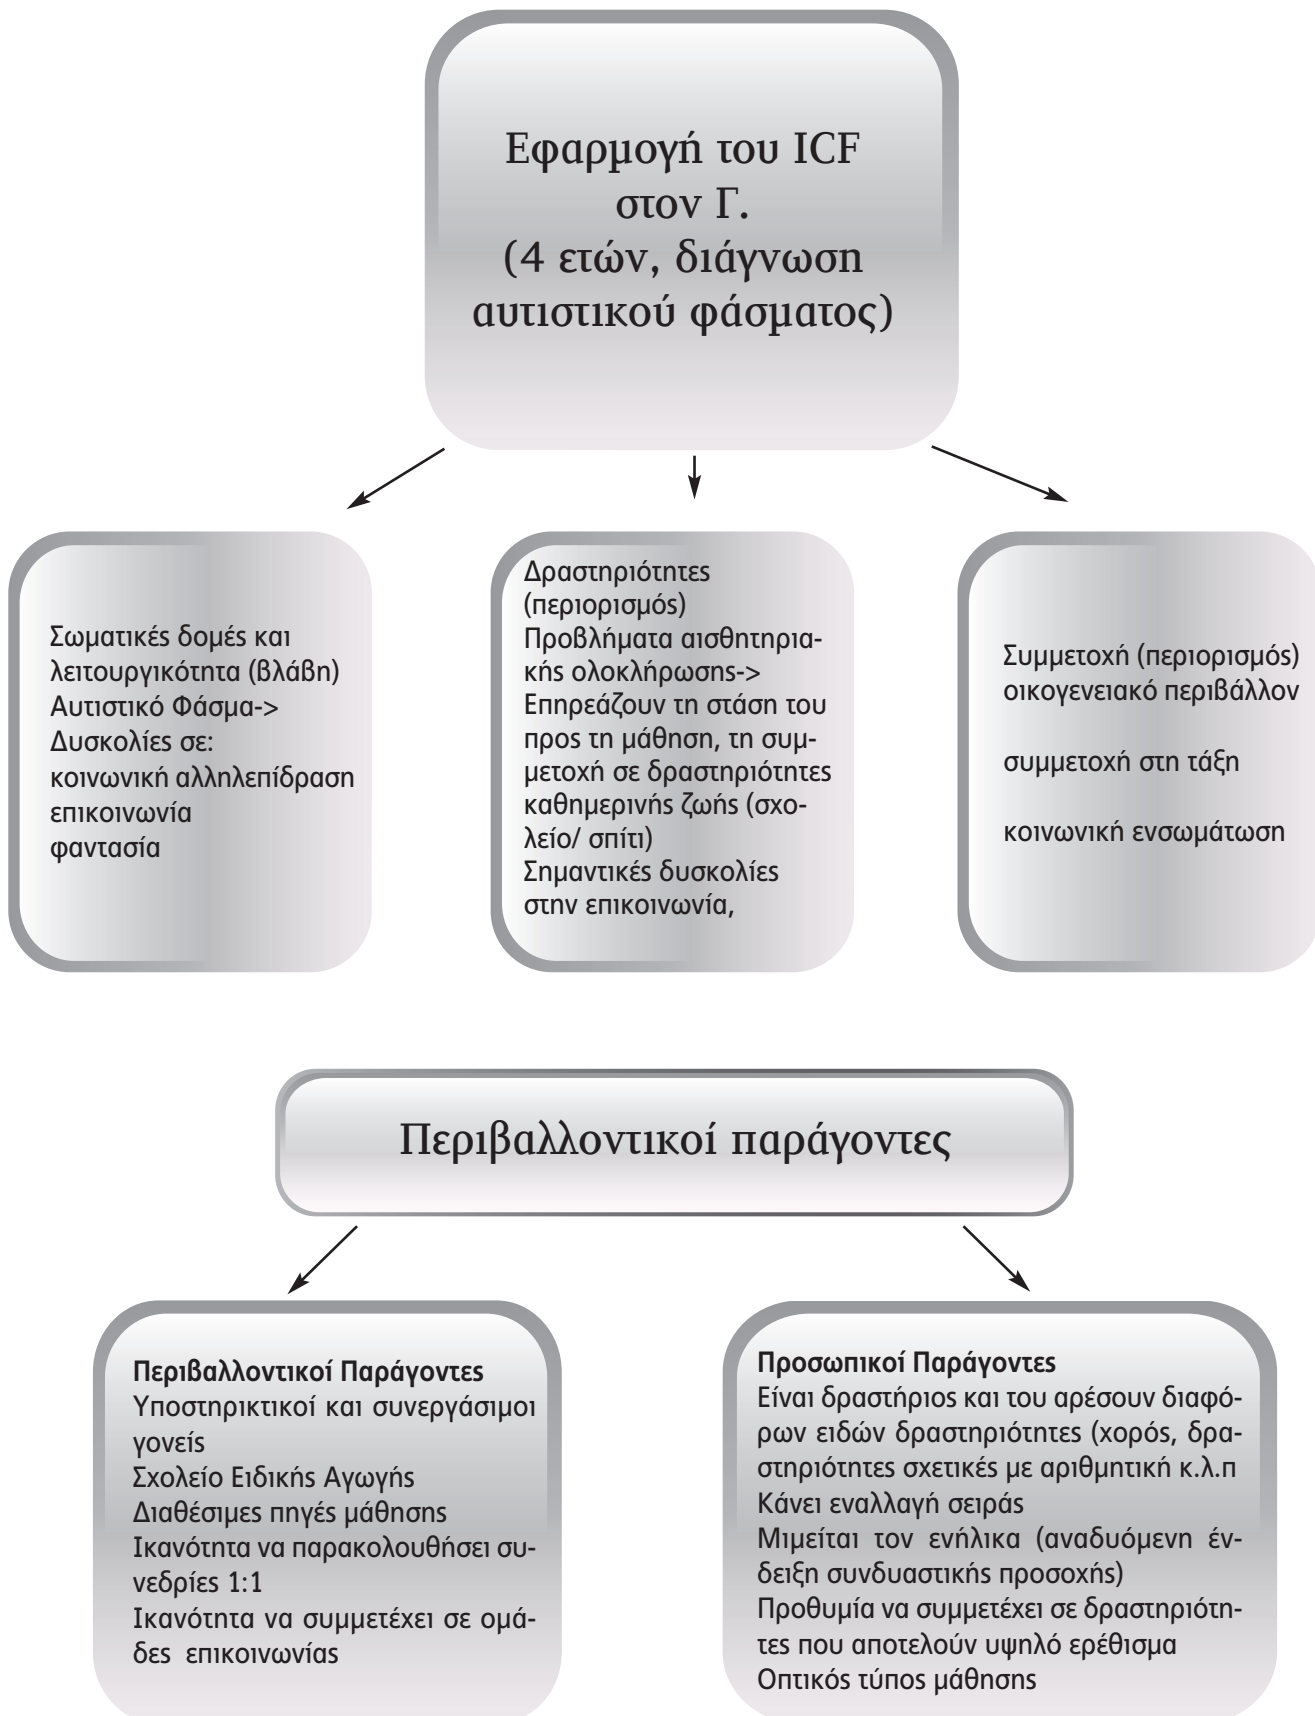 Εφαρμογή του ICF
στον Γ.
(4 ετών, διάγνωση
αυτιστικού φάσματος)
Σωματικές δομές και
λειτουργικότητα (βλάβη)
Αυτιστικό Φάσμα->
Δυσκολίες σε:
κοινωνική αλληλεπίδραση
επικοινωνία
φαντασία
Δραστηριότητες
(περιορισμός)
Προβλήματα αισθητηρια-
κής ολοκλήρωσης->
Επηρεάζουν τη στάση του
προς τη μάθηση, τη συμ-
μετοχή σε δραστηριότητες
καθημερινής ζωής (σχο-
λείο/ σπίτι)
Σημαντικές δυσκολίες
στην επικοινωνία,
Συμμετοχή (περιορισμός)
οικογενειακό περιβάλλον
συμμετοχή στη τάξη
κοινωνική ενσωμάτωση
Περιβαλλοντικοί παράγοντες
Περιβαλλοντικοί Παράγοντες
Υποστηρικτικοί και συνεργάσιμοι
γονείς
Σχολείο Ειδικής Αγωγής
Διαθέσιμες πηγές μάθησης
Ικανότητα να παρακολουθήσει συ-
νεδρίες 1:1
Ικανότητα να συμμετέχει σε ομά-
δες επικοινωνίας
Προσωπικοί Παράγοντες
Είναι δραστήριος και του αρέσουν διαφό-
ρων ειδών δραστηριότητες (χορός, δρα-
στηριότητες σχετικές με αριθμητική κ.λ.π
Κάνει εναλλαγή σειράς
Μιμείται τον ενήλικα (αναδυόμενη έν-
δειξη συνδυαστικής προσοχής)
Προθυμία να συμμετέχει σε δραστηριότη-
τες που αποτελούν υψηλό ερέθισμα
Οπτικός τύπος μάθησης